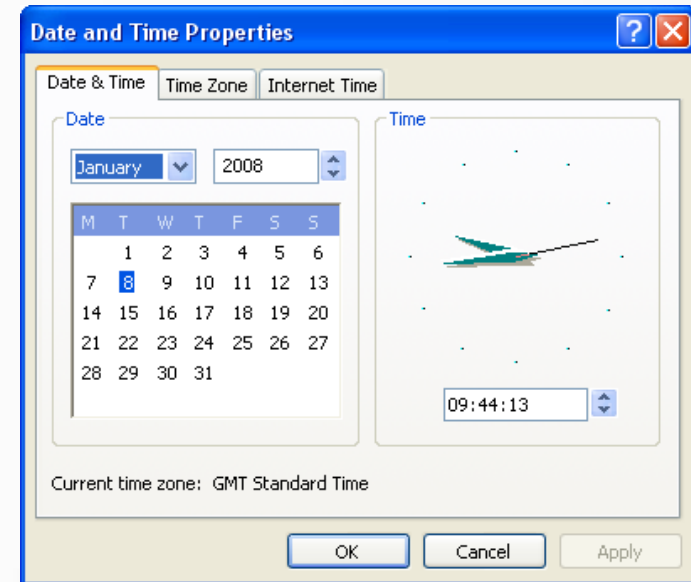 Date and Time Properties
Date & Time Time Zone Internet Time
Date
January 2008
M T W T F S S
1 2 3 4 5 6
7 8 9 10 11 12 13
14 15 16 17 18 19 20
21 22 23 24 25 26 27
28 29 30 31
Time
09:44:13
Current time zone: GMT Standard Time
OK Cancel Apply